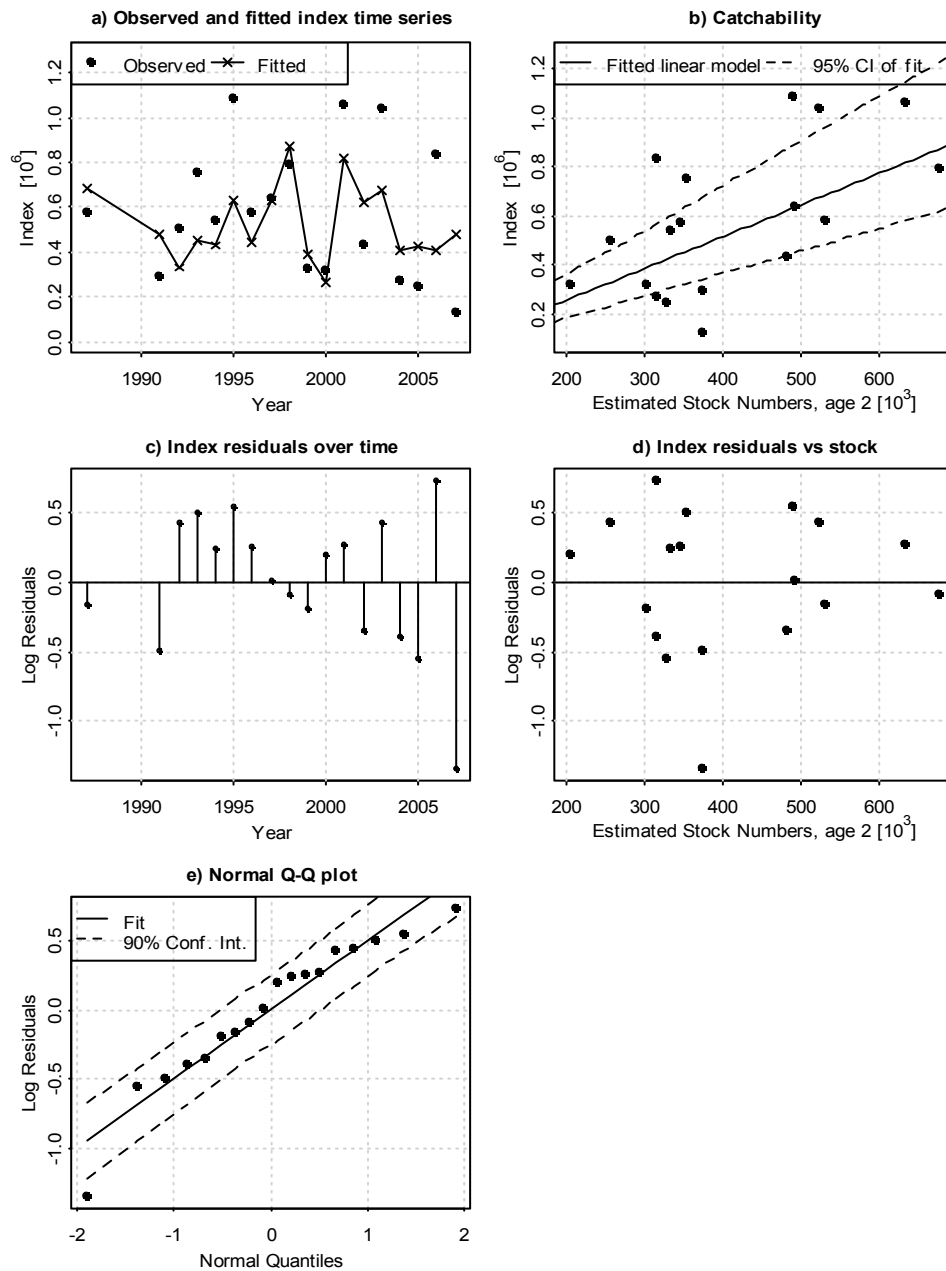 a) Observed and fitted index time series
Observed Fitted
Index [10^6]
0.0 0.2 0.4 0.6 0.8 1.0 1.2
1990 1995 2000 2005
Year
b) Catchability
Fitted linear model 95% CI of fit
Index [10^6]
0.2 0.4 0.6 0.8 1.0 1.2
200 300 400 500 600
Estimated Stock Numbers, age 2 [10^3]
c) Index residuals over time
Log Residuals
-1.0 -0.5 0.0 0.5
1990 1995 2000 2005
Year
d) Index residuals vs stock
Log Residuals
-1.0 -0.5 0.0 0.5
200 300 400 500 600
Estimated Stock Numbers, age 2 [10^3]
e) Normal Q-Q plot
Fit
90% Conf. Int.
Log Residuals
-1.0 -0.5 0.0 0.5
-2 -1 0 1 2
Normal Quantiles